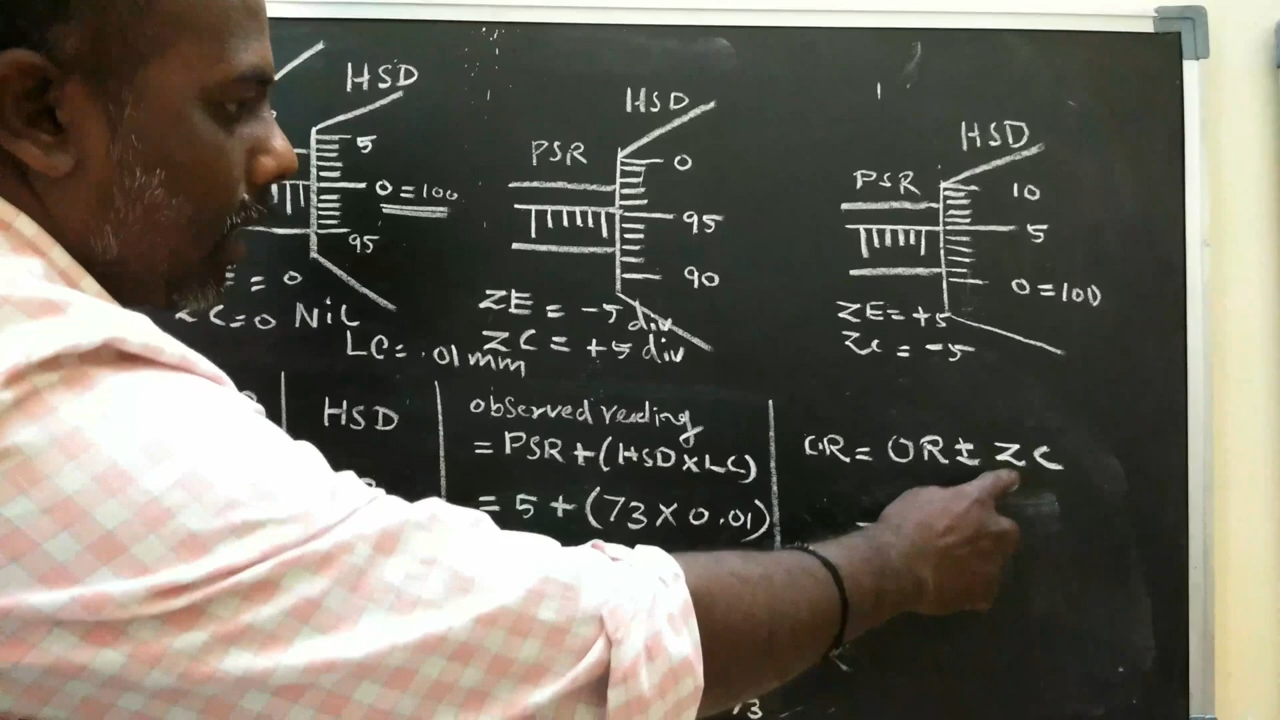 HSD
5
0 = 100
95
= 0
ZC = 0 NiL
LC = .01 mm
HSD
PSR
0
95
90
ZE = -5 div
ZC = +5 div
HSD
PSR
10
5
0 = 100
ZE = +5
ZC = -5
HSD
observed reading
= PSR + (HSD X LC)
= 5 + (73 X 0.01)
C.R = OR ± ZC